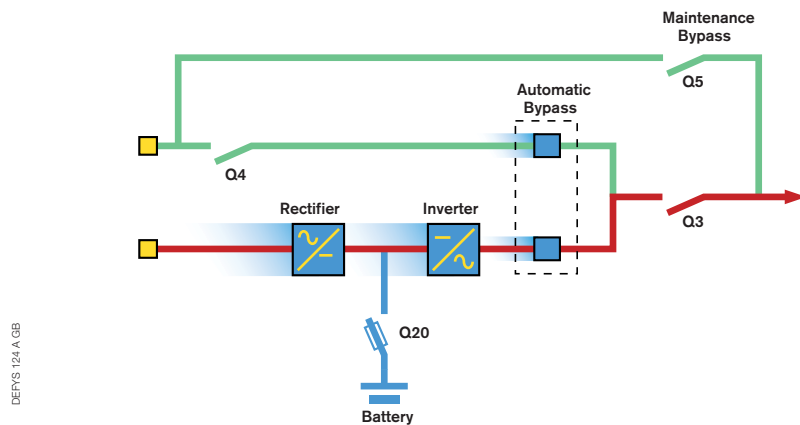 Maintenance
Bypass
Q5
Automatic
Bypass
Q4
Rectifier
Inverter
Q3
Q20
Battery
DEFYS 124 A GB